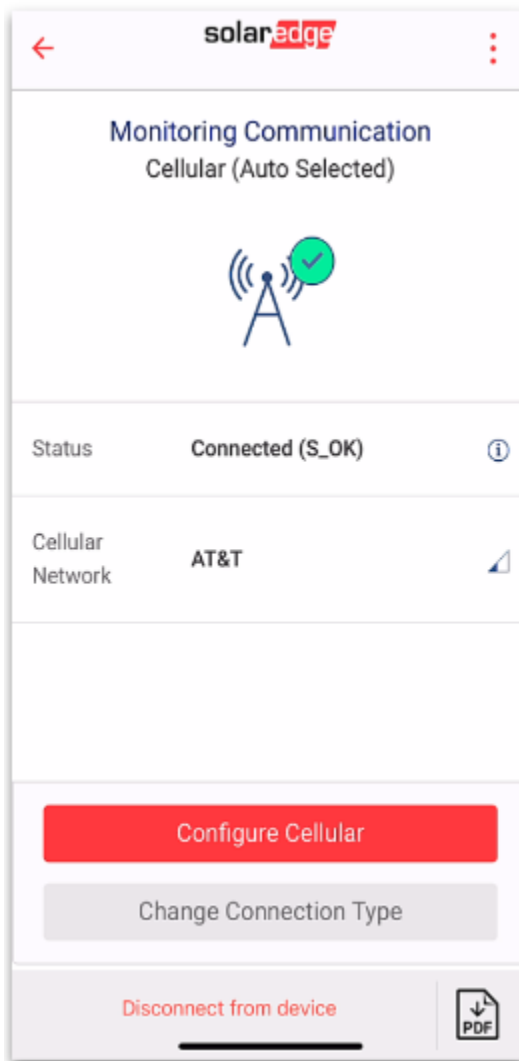 solaredge
Monitoring Communication
Cellular (Auto Selected)
Status
Connected (S_OK)
Cellular
Network
AT&T
Configure Cellular
Change Connection Type
Disconnect from device
PDF